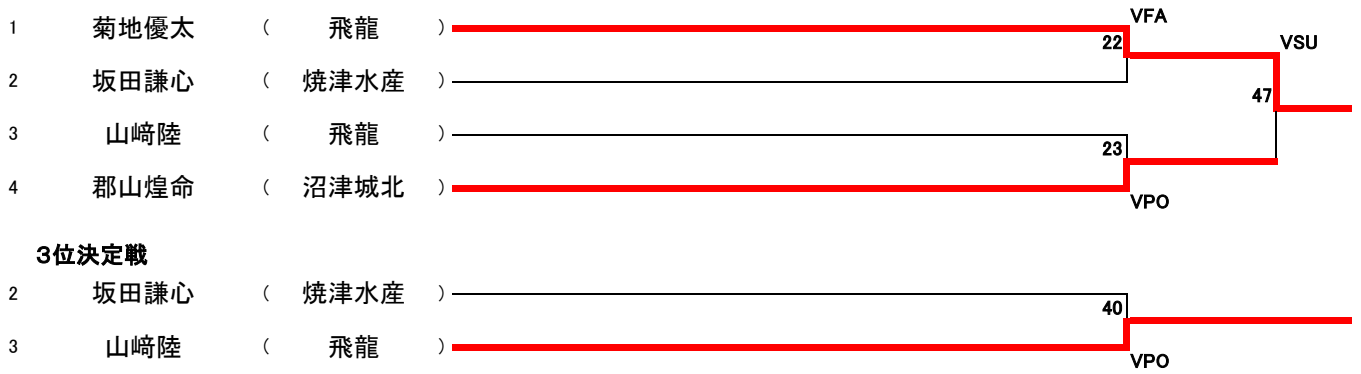 1 菊地優太 ( 飛龍 ) VFA
22 VSU
2 坂田謙心 ( 焼津水産 )
47
3 山﨑陸 ( 飛龍 )
23
4 郡山煌命 ( 沼津城北 )
VPO
3位決定戦
2 坂田謙心 ( 焼津水産 )
40
3 山﨑陸 ( 飛龍 )
VPO